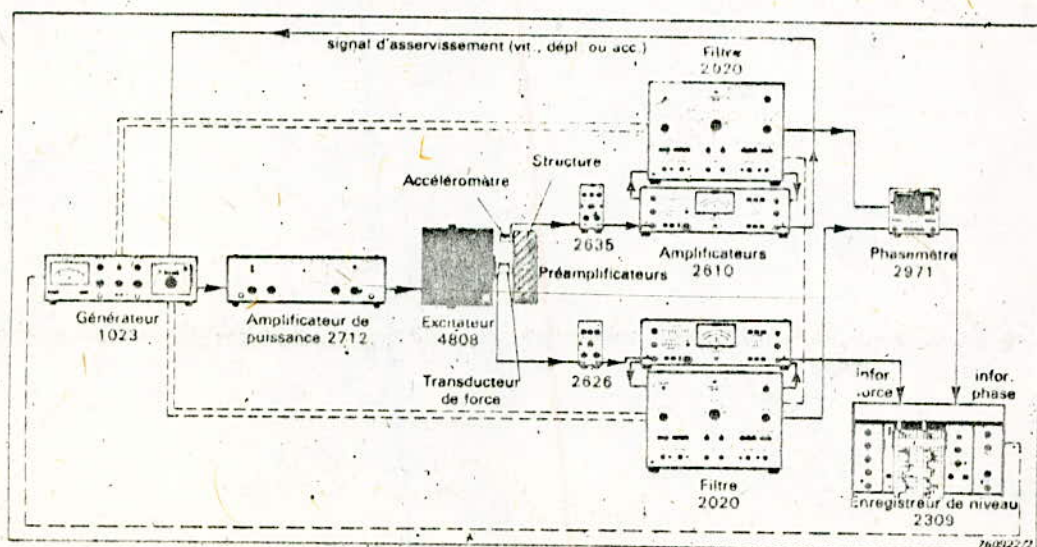 signal d'asservissement (vit., dépl. ou acc.)
Filtre
2020
Structure
Accéléromètre
2635
Amplificateurs
2610
Phasemètre
2971
Préamplificateurs
Générateur
1023
Amplificateur de
puissance 2712
Excitateur
4808
Transducteur
de force
2626
infor.
force
infor.
phase
Filtre
2020
Enregistreur de niveau
2309
A
76092272